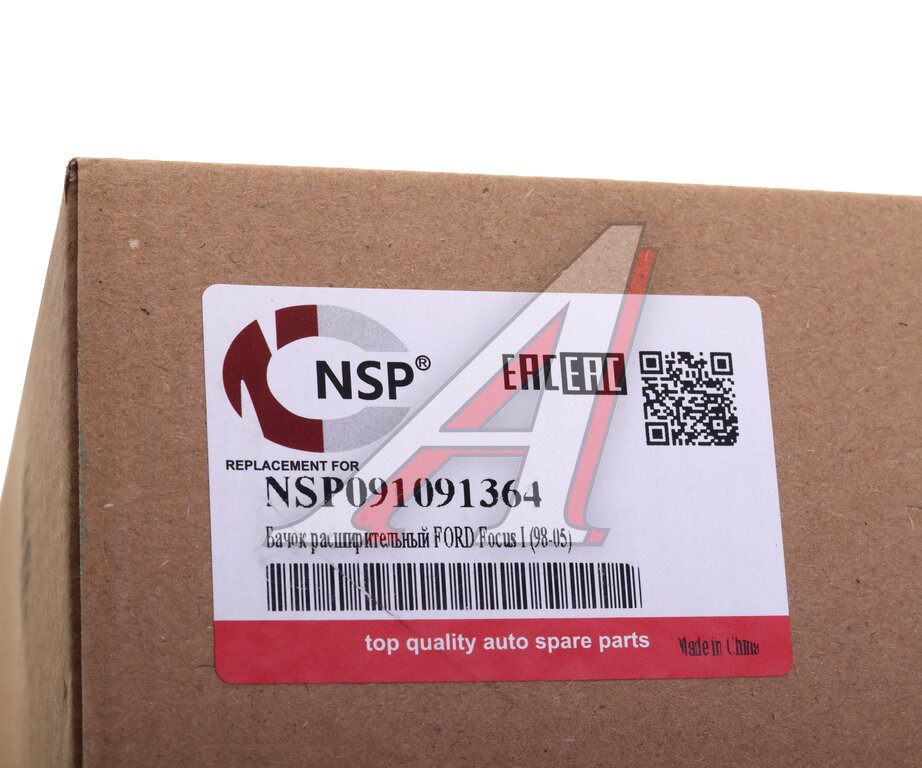 NSP®
EAC EAC
REPLACEMENT FOR
NSP091091364
Бачок расширительный FORD Focus I (98-05)
top quality auto spare parts
Made in China